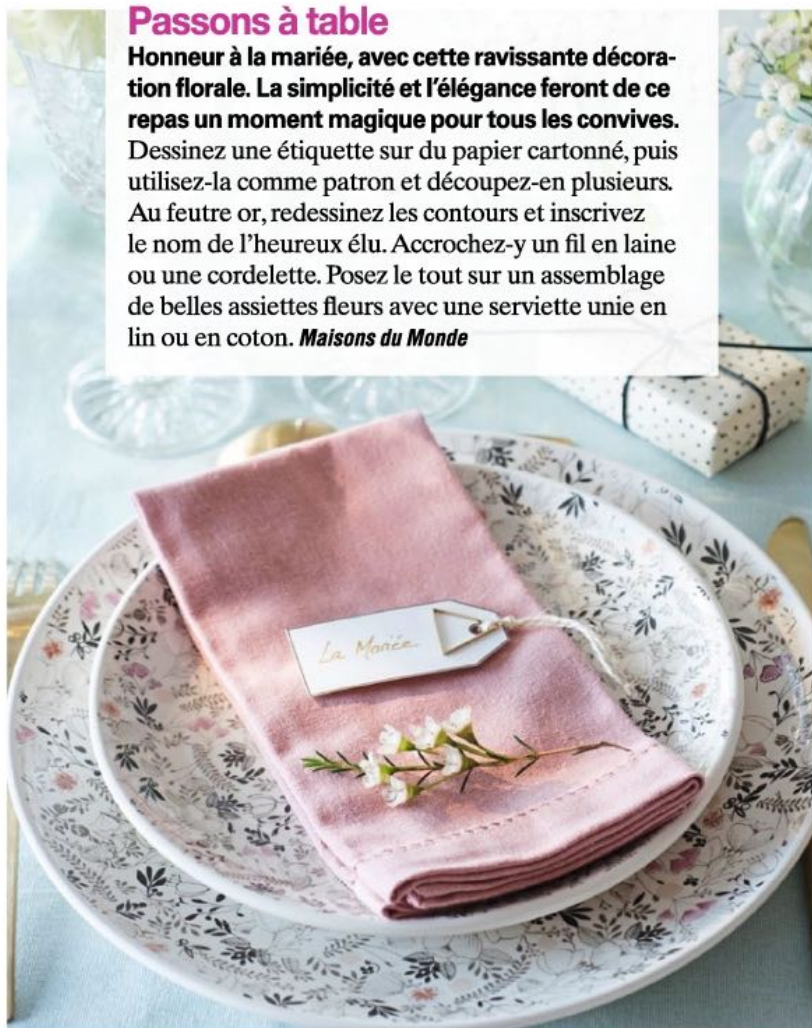 Passons à table
Honneur à la mariée, avec cette ravissante décora-
tion florale. La simplicité et l’élégance feront de ce
repas un moment magique pour tous les convives.
Dessinez une étiquette sur du papier cartonné, puis
utilisez-la comme patron et découpez-en plusieurs.
Au feutre or, redessinez les contours et inscrivez
le nom de l’heureux élu. Accrochez-y un fil en laine
ou une cordelette. Posez le tout sur un assemblage
de belles assiettes fleurs avec une serviette unie en
lin ou en coton. Maisons du Monde
La Mariée